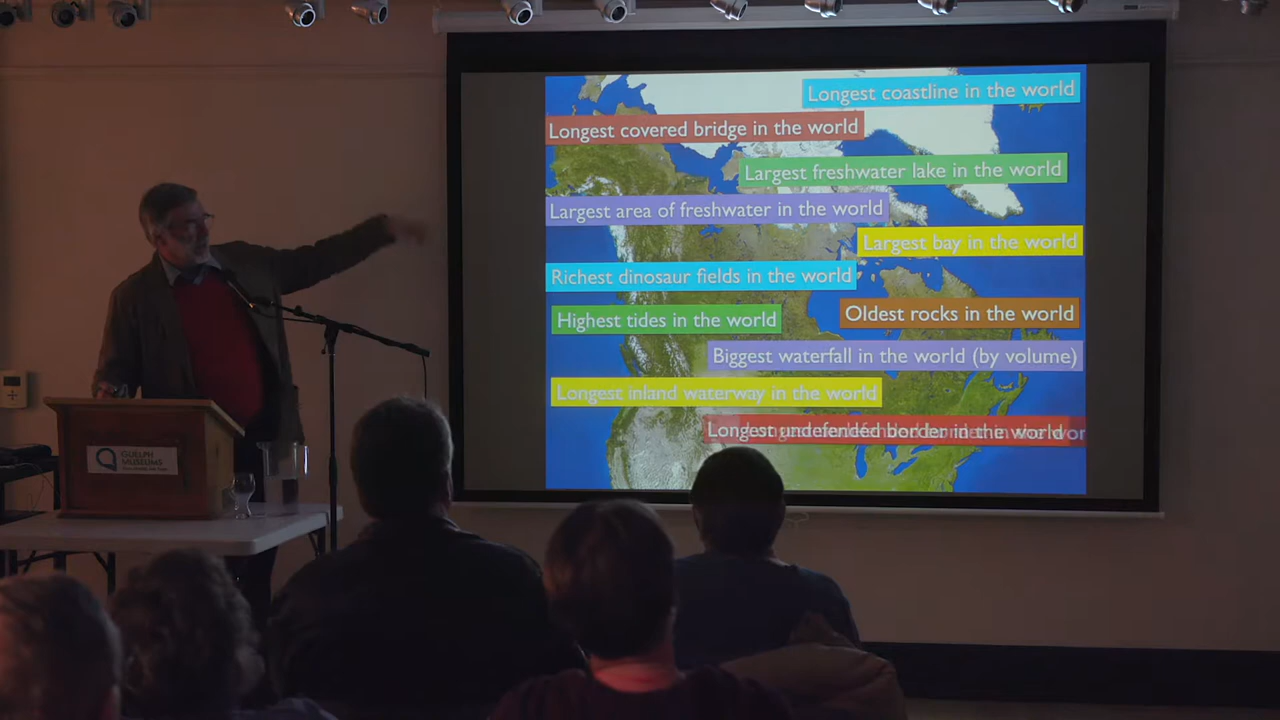 Longest coastline in the world
Longest covered bridge in the world
Largest freshwater lake in the world
Largest area of freshwater in the world
Largest bay in the world
Richest dinosaur fields in the world
Oldest rocks in the world
Highest tides in the world
Biggest waterfall in the world (by volume)
Longest inland waterway in the world
Longest undefended border in the world
GUELPH
MUSEUMS